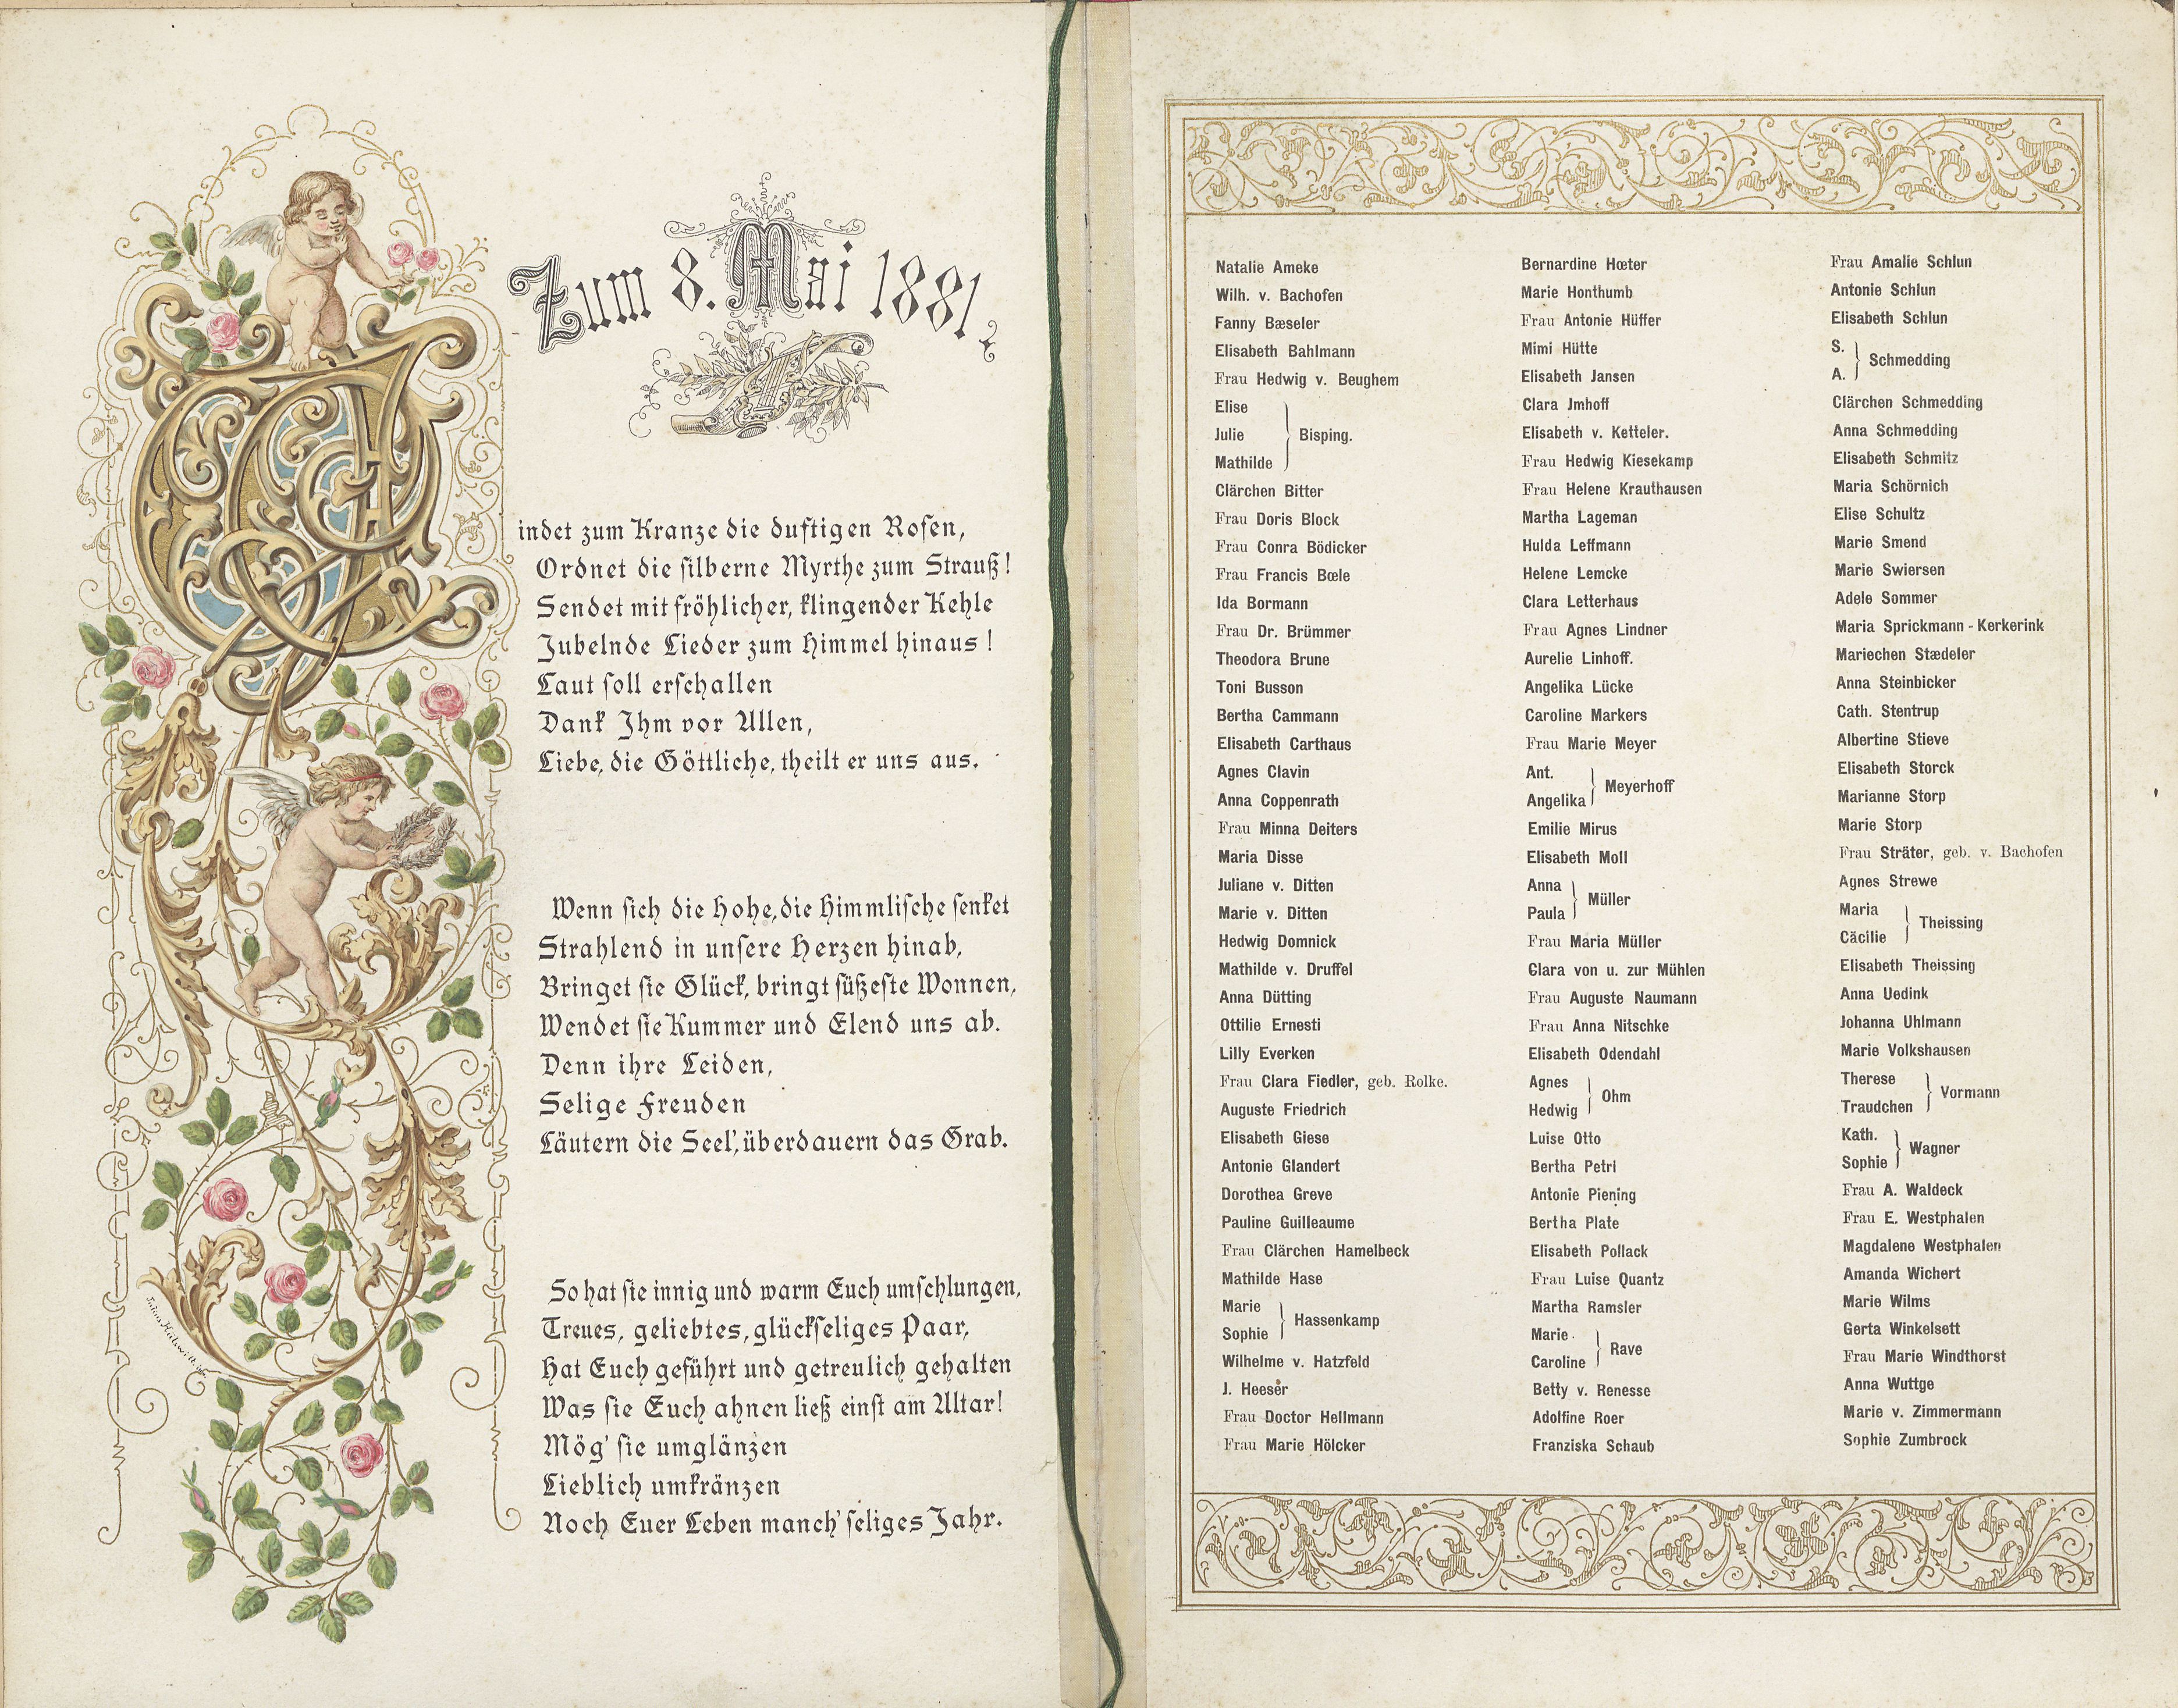 Zum 8. Mai 1881.
Windet zum Kranze die duftigen Rosen,
Ordnet die silberne Myrthe zum Strauß!
Sendet mit fröhlicher, klingender Kehle
Jubelnde Lieder zum Himmel hinaus!
Laut soll erschallen
Dank Ihm vor Allen,
Liebe, die Göttliche, theilt er uns aus.
Wenn sich die Hohe, die Himmlische senket
Strahlend in unsere Herzen hinab,
Bringet sie Glück, bringt süßeste Wonnen,
Wendet sie Kummer und Elend uns ab.
Denn ihre Leiden,
Selige Freuden
Läutern die Seel', überdauern das Grab.
So hat sie innig und warm Euch umschlungen,
Treues, geliebtes, glückseliges Paar,
Hat Euch geführt und getreulich gehalten
Was sie Euch ahnen ließ einst am Altar!
Mög' sie umglänzen
Lieblich umkränzen
Noch Euer Leben manch' seliges Jahr.
Natalie Ameke
Wilh. v. Bachofen
Fanny Bæseler
Elisabeth Bahlmann
Frau Hedwig v. Beughem
Elise
Julie } Bisping.
Mathilde
Clärchen Bitter
Frau Doris Block
Frau Conra Bödicker
Frau Francis Bœle
Ida Bormann
Frau Dr. Brümmer
Theodora Brune
Toni Busson
Bertha Cammann
Elisabeth Carthaus
Agnes Clavin
Anna Coppenrath
Frau Minna Deiters
Maria Disse
Juliane v. Ditten
Marie v. Ditten
Hedwig Domnick
Mathilde v. Druffel
Anna Dütting
Ottilie Ernesti
Lilly Everken
Frau Clara Fiedler, geb. Rolke.
Auguste Friedrich
Elisabeth Giese
Antonie Glandert
Dorothea Greve
Pauline Guilleaume
Frau Clärchen Hamelbeck
Mathilde Hase
Marie
Sophie } Hassenkamp
Wilhelme v. Hatzfeld
J. Heeser
Frau Doctor Hellmann
Frau Marie Hölcker
Bernardine Hœter
Marie Honthumb
Frau Antonie Hüffer
Mimi Hütte
Elisabeth Jansen
Clara Jmhoff
Elisabeth v. Ketteler.
Frau Hedwig Kiesekamp
Frau Helene Krauthausen
Martha Lageman
Hulda Leffmann
Helene Lemcke
Clara Letterhaus
Frau Agnes Lindner
Aurelie Linhoff.
Angelika Lücke
Caroline Markers
Frau Marie Meyer
Ant.
Angelika } Meyerhoff
Emilie Mirus
Elisabeth Moll
Anna
Paula } Müller
Frau Maria Müller
Clara von u. zur Mühlen
Frau Auguste Naumann
Frau Anna Nitschke
Elisabeth Odendahl
Agnes
Hedwig } Ohm
Luise Otto
Bertha Petri
Antonie Piening
Bertha Plate
Elisabeth Pollack
Frau Luise Quantz
Martha Ramsler
Marie
Caroline } Rave
Betty v. Renesse
Adolfine Roer
Franziska Schaub
Frau Amalie Schlun
Antonie Schlun
Elisabeth Schlun
S.
A. } Schmedding
Clärchen Schmedding
Anna Schmedding
Elisabeth Schmitz
Maria Schörnich
Elise Schultz
Marie Smend
Marie Swiersen
Adele Sommer
Maria Sprickmann-Kerkerink
Mariechen Stædeler
Anna Steinbicker
Cath. Stentrup
Albertine Stieve
Elisabeth Storck
Marianne Storp
Marie Storp
Frau Sträter, geb. v. Bachofen
Agnes Strewe
Maria
Cäcilie } Theissing
Elisabeth Theissing
Anna Uedink
Johanna Uhlmann
Marie Volkshausen
Therese
Traudchen } Vormann
Kath.
Sophie } Wagner
Frau A. Waldeck
Frau E. Westphalen
Magdalene Westphalen
Amanda Wichert
Marie Wilms
Gerta Winkelsett
Frau Marie Windthorst
Anna Wuttge
Marie v. Zimmermann
Sophie Zumbrock